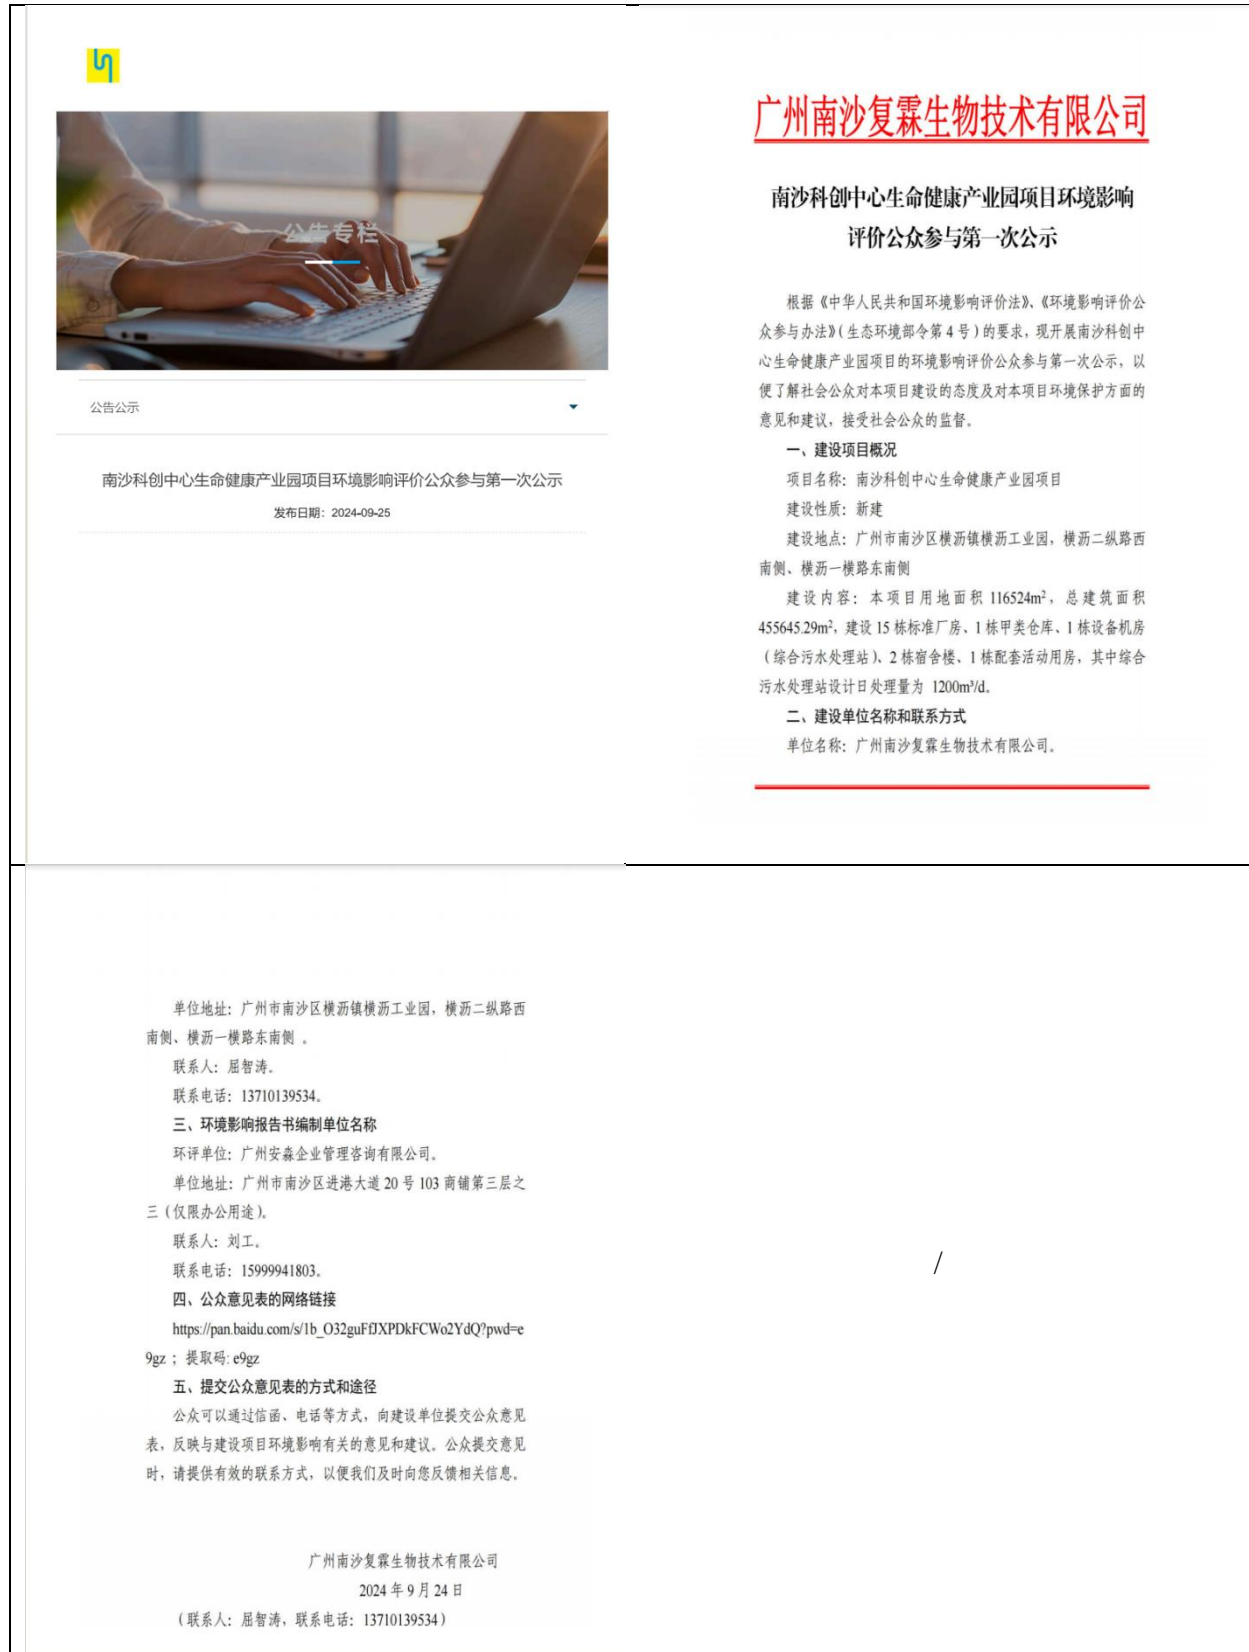 公告专栏
公告公示
南沙科创中心生命健康产业园项目环境影响评价公众参与第一次公示
发布日期：2024-09-25
广州南沙复霖生物技术有限公司
南沙科创中心生命健康产业园项目环境影响
评价公众参与第一次公示
根据《中华人民共和国环境影响评价法》、《环境影响评价公
众参与办法》（生态环境部令第 4 号）的要求，现开展南沙科创中
心生命健康产业园项目的环境影响评价公众参与第一次公示，以
便了解社会公众对本项目建设的态度及对本项目环境保护方面的
意见和建议，接受社会公众的监督。
一、建设项目概况
项目名称：南沙科创中心生命健康产业园项目
建设性质：新建
建设地点：广州市南沙区横沥镇横沥工业园，横沥二纵路西
南侧、横沥一横路东南侧
建设内容：本项目用地面积 116524m²，总建筑面积
455645.29m²，建设 15 栋标准厂房、1 栋甲类仓库、1 栋设备机房
（综合污水处理站）、2 栋宿舍楼、1 栋配套活动用房，其中综合
污水处理站设计日处理量为 1200m³/d。
二、建设单位名称和联系方式
单位名称：广州南沙复霖生物技术有限公司。
单位地址：广州市南沙区横沥镇横沥工业园，横沥二纵路西
南侧、横沥一横路东南侧 。
联系人：屈智涛。
联系电话：13710139534。
三、环境影响报告书编制单位名称
环评单位：广州安淼企业管理咨询有限公司。
单位地址：广州市南沙区进港大道 20 号 103 商铺第三层之
三（仅限办公用途）。
联系人：刘工。
联系电话：15999941803。
四、公众意见表的网络链接
https://pan.baidu.com/s/1b_O32guFfJXPDkFCWo2YdQ?pwd=e
9gz ；提取码: e9gz
五、提交公众意见表的方式和途径
公众可以通过信函、电话等方式，向建设单位提交公众意见
表，反映与建设项目环境影响有关的意见和建议。公众提交意见
时，请提供有效的联系方式，以便我们及时向您反馈相关信息。
广州南沙复霖生物技术有限公司
2024 年 9 月 24 日
（联系人：屈智涛，联系电话：13710139534）
/